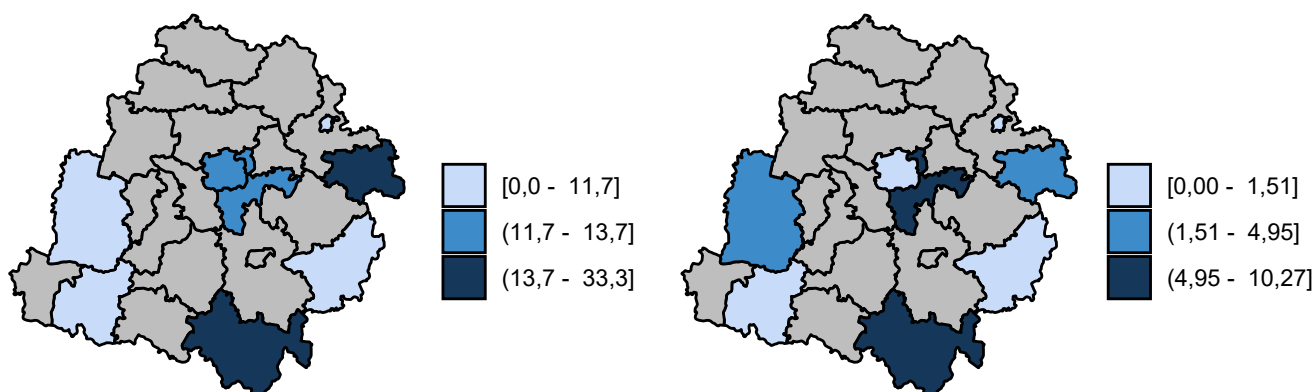 [0,0 - 11,7]
(11,7 - 13,7]
(13,7 - 33,3]
[0,00 - 1,51]
(1,51 - 4,95]
(4,95 - 10,27]